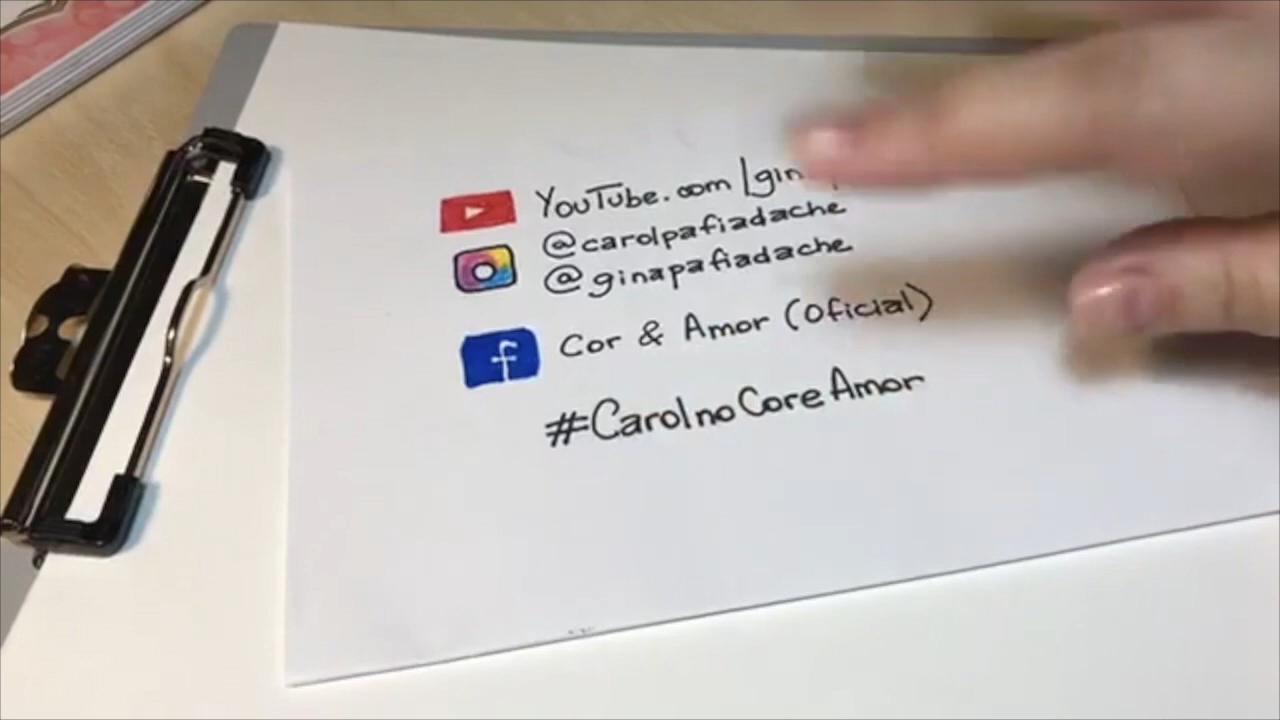 YouTube.com/gin
@carolpafiadache
@ginapafiadache
Cor & Amor (Oficial)
#CarolnoCoreAmor